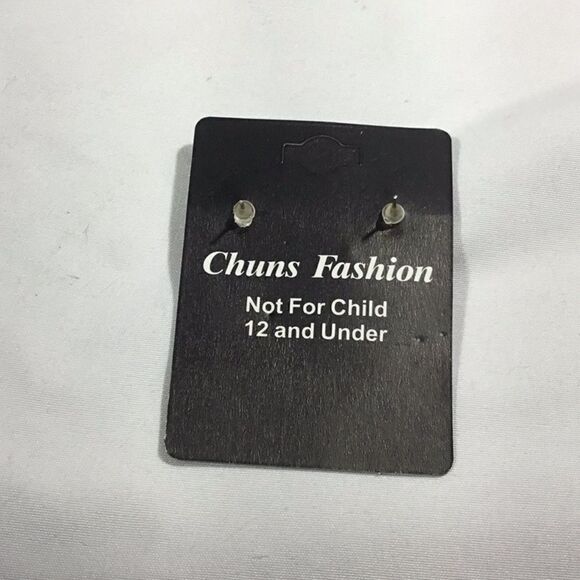 Chuns Fashion
Not For Child
12 and Under